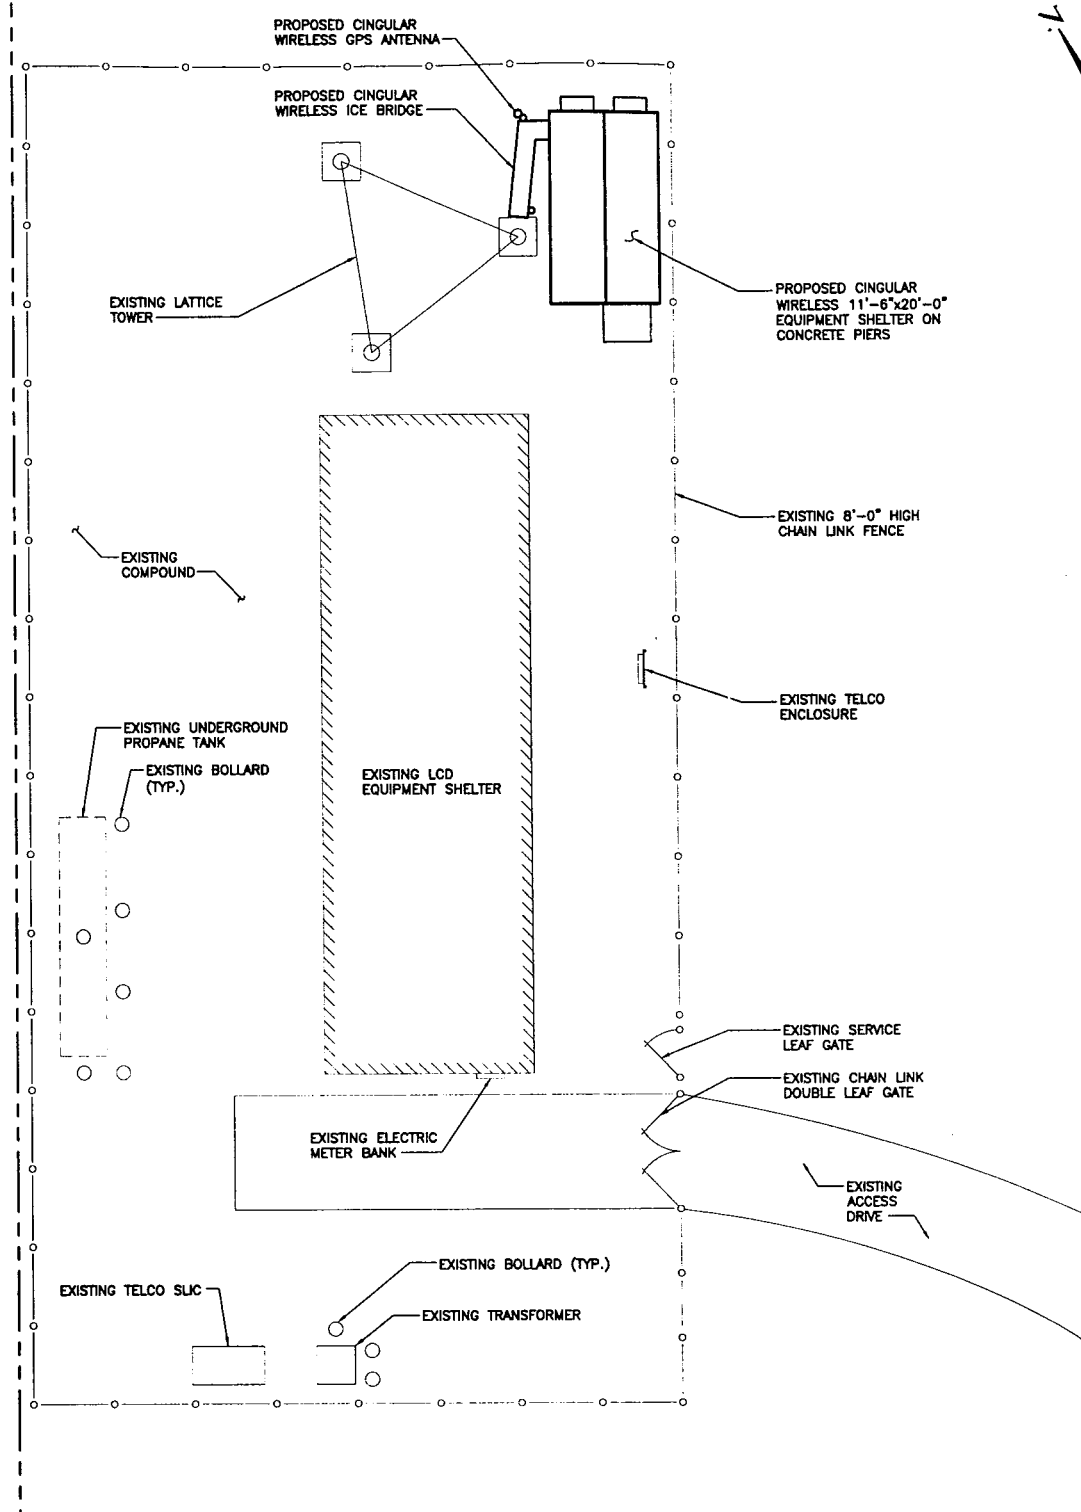 PROPOSED CINGULAR
WIRELESS GPS ANTENNA
PROPOSED CINGULAR
WIRELESS ICE BRIDGE
EXISTING LATTICE
TOWER
PROPOSED CINGULAR
WIRELESS 11'-6"x20'-0"
EQUIPMENT SHELTER ON
CONCRETE PIERS
EXISTING 8'-0" HIGH
CHAIN LINK FENCE
EXISTING
COMPOUND
EXISTING TELCO
ENCLOSURE
EXISTING UNDERGROUND
PROPANE TANK
EXISTING BOLLARD
(TYP.)
EXISTING LCD
EQUIPMENT SHELTER
EXISTING SERVICE
LEAF GATE
EXISTING CHAIN LINK
DOUBLE LEAF GATE
EXISTING ELECTRIC
METER BANK
EXISTING
ACCESS
DRIVE
EXISTING BOLLARD (TYP.)
EXISTING TELCO SLIC
EXISTING TRANSFORMER